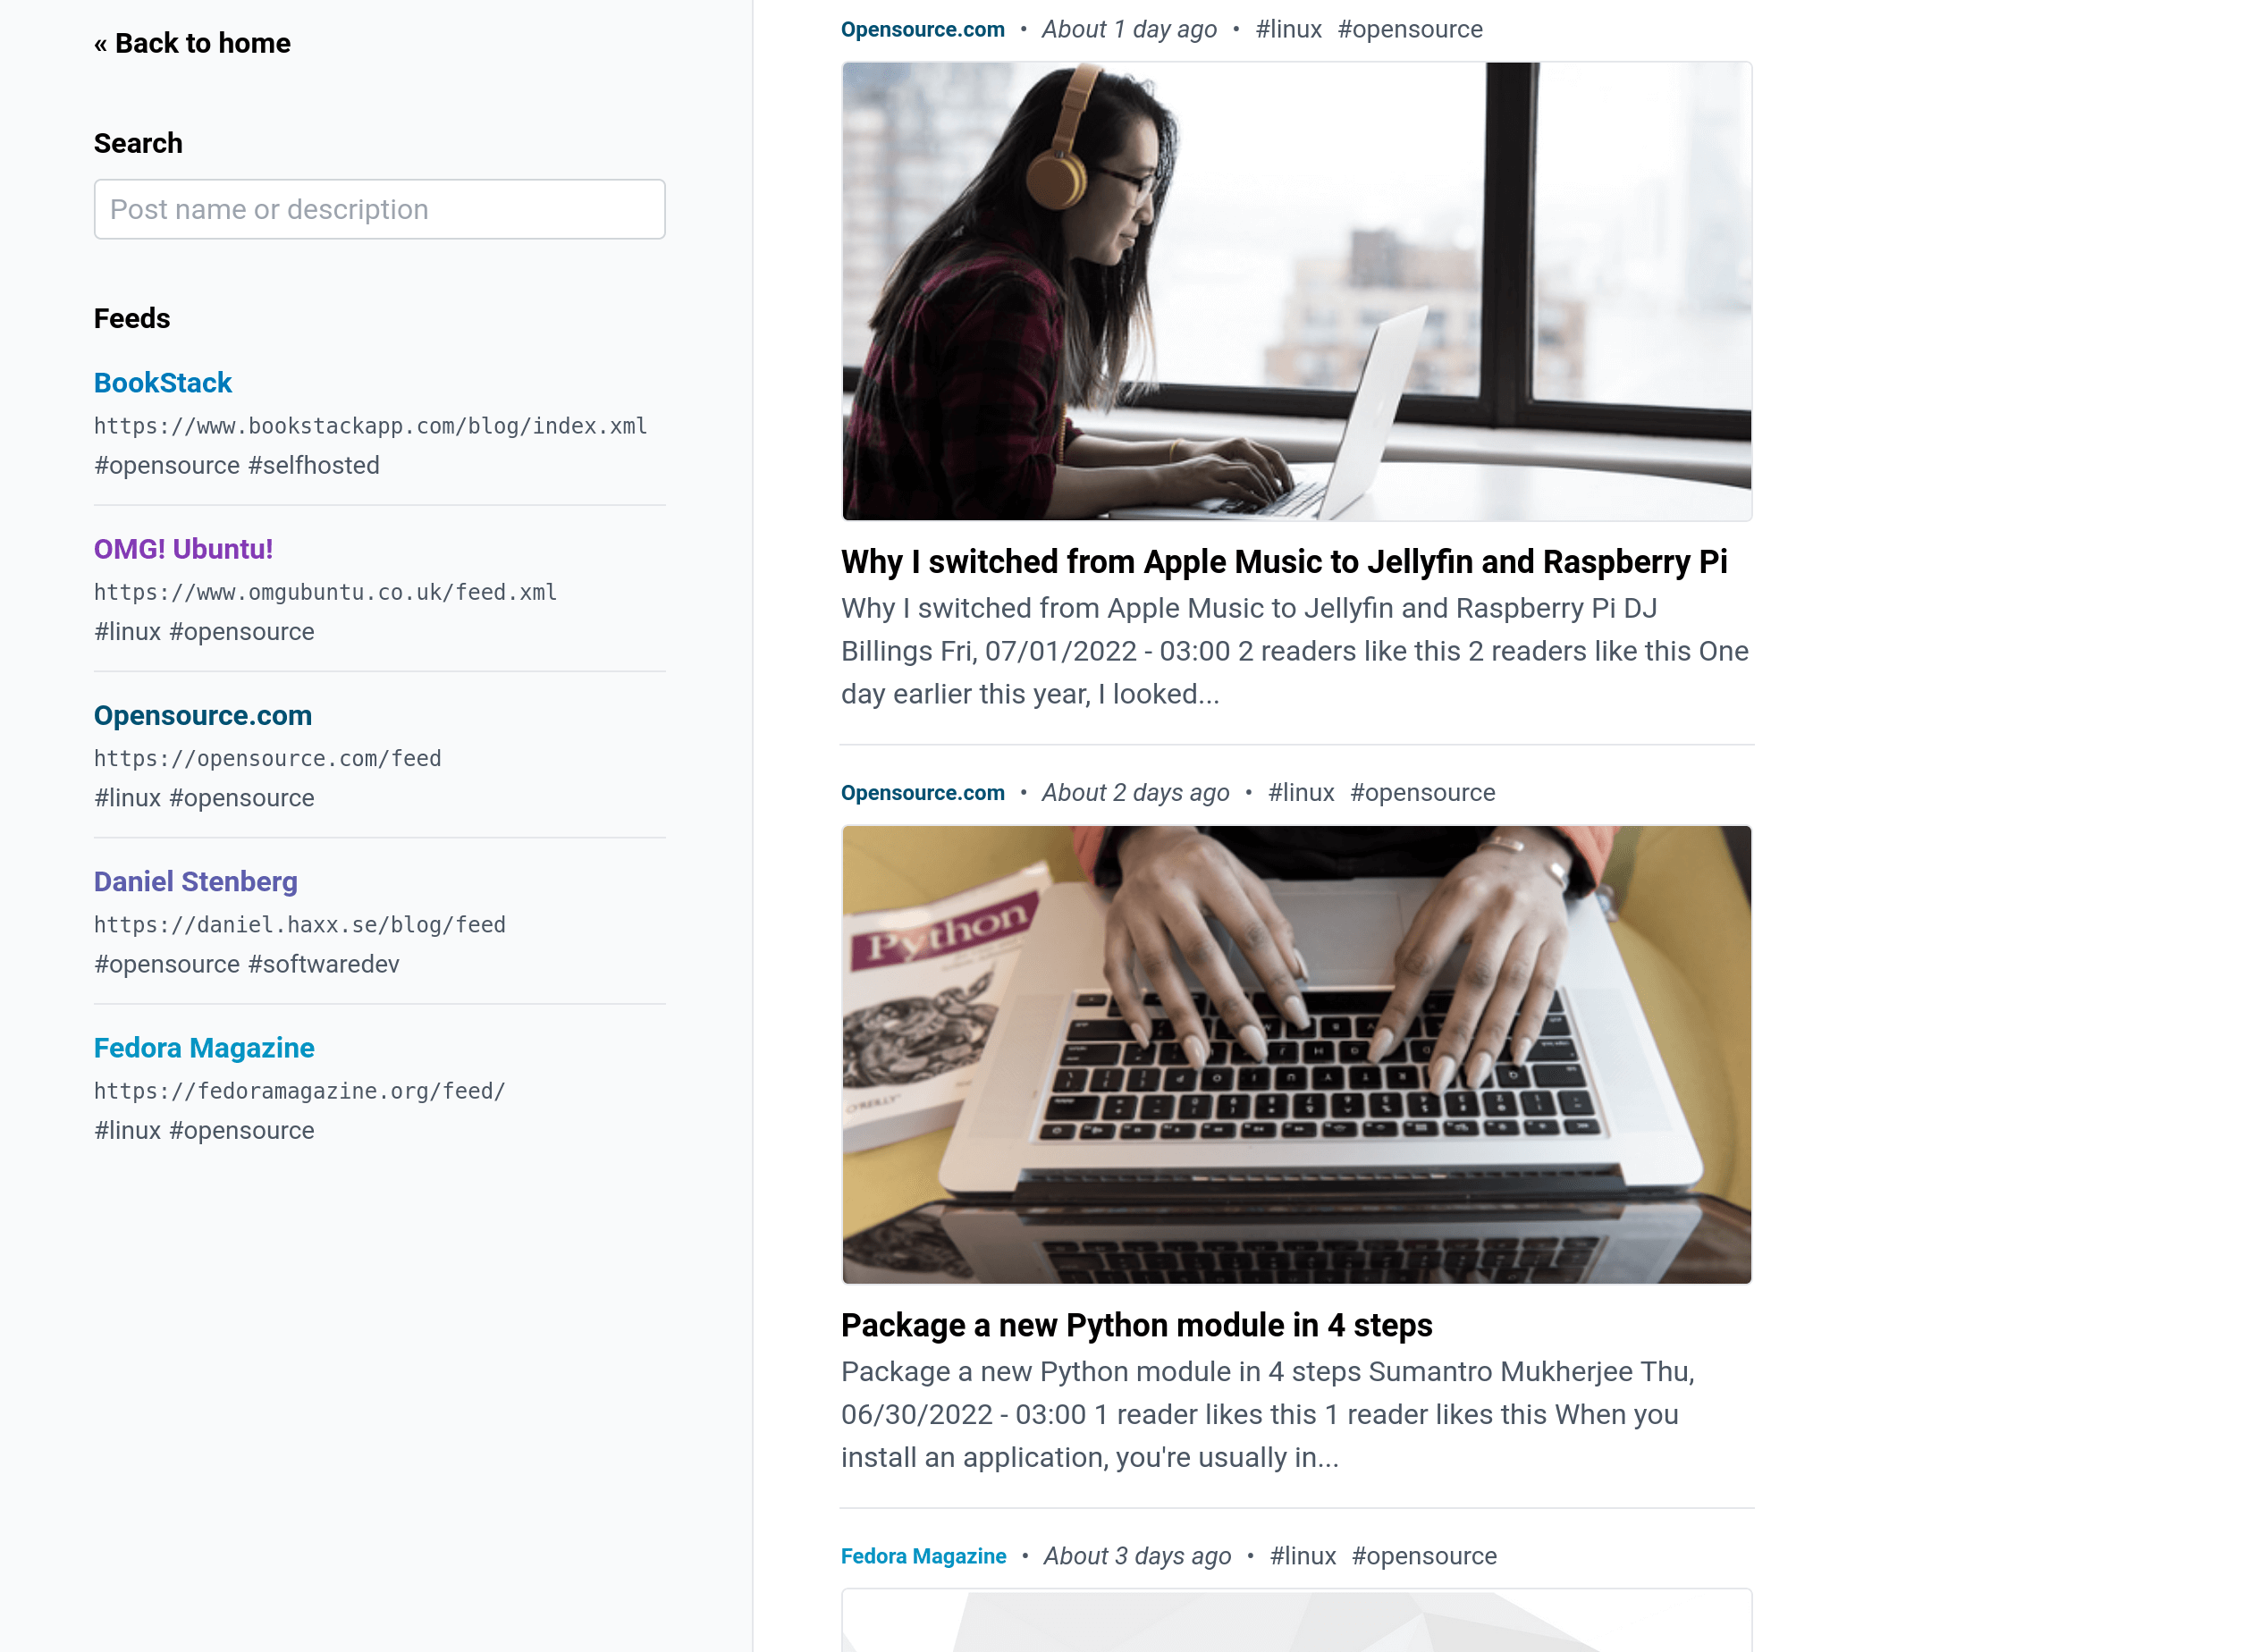 « Back to home
Search
Post name or description
Feeds
BookStack
https://www.bookstackapp.com/blog/index.xml
#opensource #selfhosted
OMG! Ubuntu!
https://www.omgubuntu.co.uk/feed.xml
#linux #opensource
Opensource.com
https://opensource.com/feed
#linux #opensource
Daniel Stenberg
https://daniel.haxx.se/blog/feed
#opensource #softwaredev
Fedora Magazine
https://fedoramagazine.org/feed/
#linux #opensource
Opensource.com • About 1 day ago • #linux #opensource
Why I switched from Apple Music to Jellyfin and Raspberry Pi
Why I switched from Apple Music to Jellyfin and Raspberry Pi DJ
Billings Fri, 07/01/2022 - 03:00 2 readers like this 2 readers like this One
day earlier this year, I looked...
Opensource.com • About 2 days ago • #linux #opensource
Python
O'REILLY
Package a new Python module in 4 steps
Package a new Python module in 4 steps Sumantro Mukherjee Thu,
06/30/2022 - 03:00 1 reader likes this 1 reader likes this When you
install an application, you're usually in...
Fedora Magazine • About 3 days ago • #linux #opensource